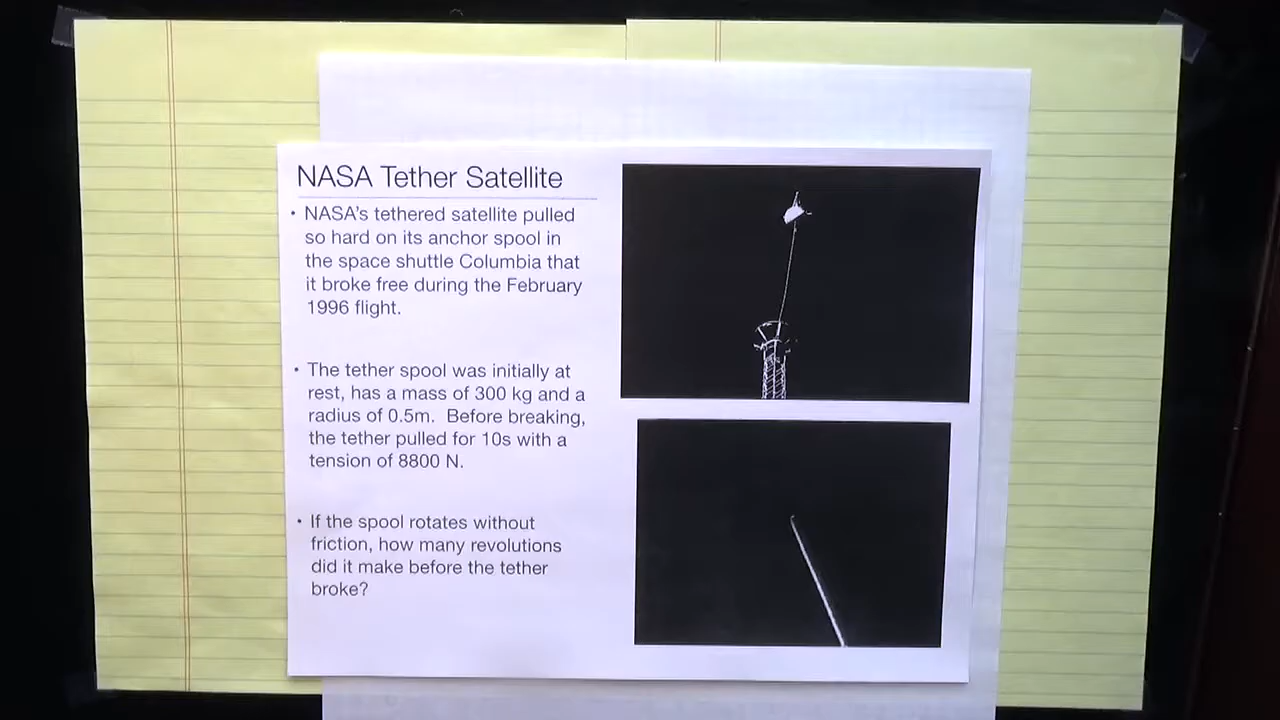 NASA Tether Satellite
• NASA's tethered satellite pulled
so hard on its anchor spool in
the space shuttle Columbia that
it broke free during the February
1996 flight.
• The tether spool was initially at
rest, has a mass of 300 kg and a
radius of 0.5m.  Before breaking,
the tether pulled for 10s with a
tension of 8800 N.
• If the spool rotates without
friction, how many revolutions
did it make before the tether
broke?